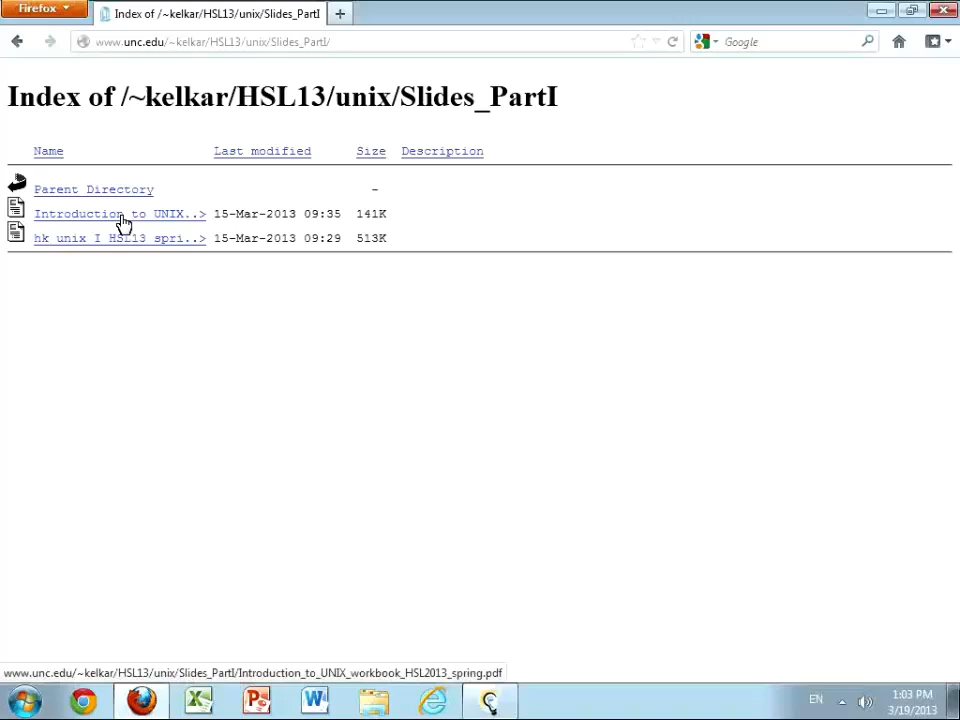 Firefox
Index of /~kelkar/HSL13/unix/Slides_PartI
www.unc.edu/~kelkar/HSL13/unix/Slides_PartI/
Google
Index of /~kelkar/HSL13/unix/Slides_PartI
Name Last modified Size Description
Parent Directory -
Introduction to UNIX..> 15-Mar-2013 09:35 141K
hk unix I HSL13 spri..> 15-Mar-2013 09:29 513K
www.unc.edu/~kelkar/HSL13/unix/Slides_PartI/Introduction_to_UNIX_workbook_HSL2013_spring.pdf
EN
1:03 PM
3/19/2013